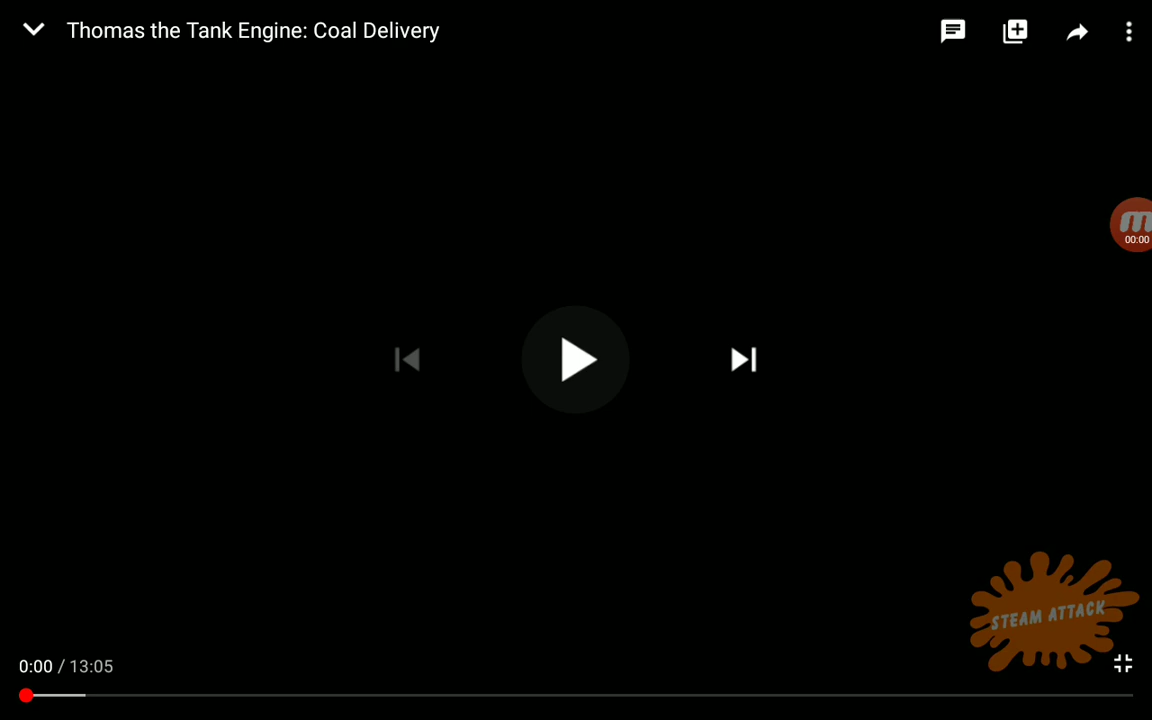 Thomas the Tank Engine: Coal Delivery
m
00:00
STEAM ATTACK
0:00 / 13:05